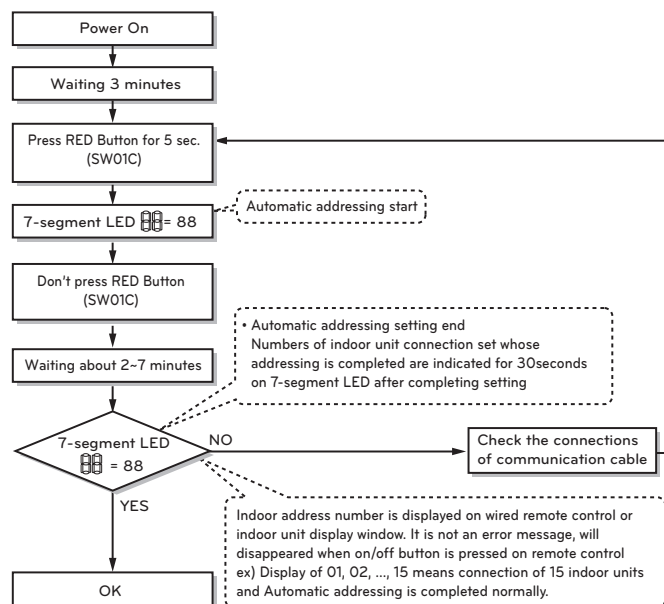 Power On
Waiting 3 minutes
Press RED Button for 5 sec.
(SW01C)
7-segment LED 88 = 88
Automatic addressing start
Don't press RED Button
(SW01C)
• Automatic addressing setting end
Numbers of indoor unit connection set whose
addressing is completed are indicated for 30seconds
on 7-segment LED after completing setting
Waiting about 2~7 minutes
7-segment LED
88 = 88
NO
Check the connections
of communication cable
YES
Indoor address number is displayed on wired remote control or
indoor unit display window. It is not an error message, will
disappeared when on/off button is pressed on remote control
ex) Display of 01, 02, ..., 15 means connection of 15 indoor units
and Automatic addressing is completed normally.
OK